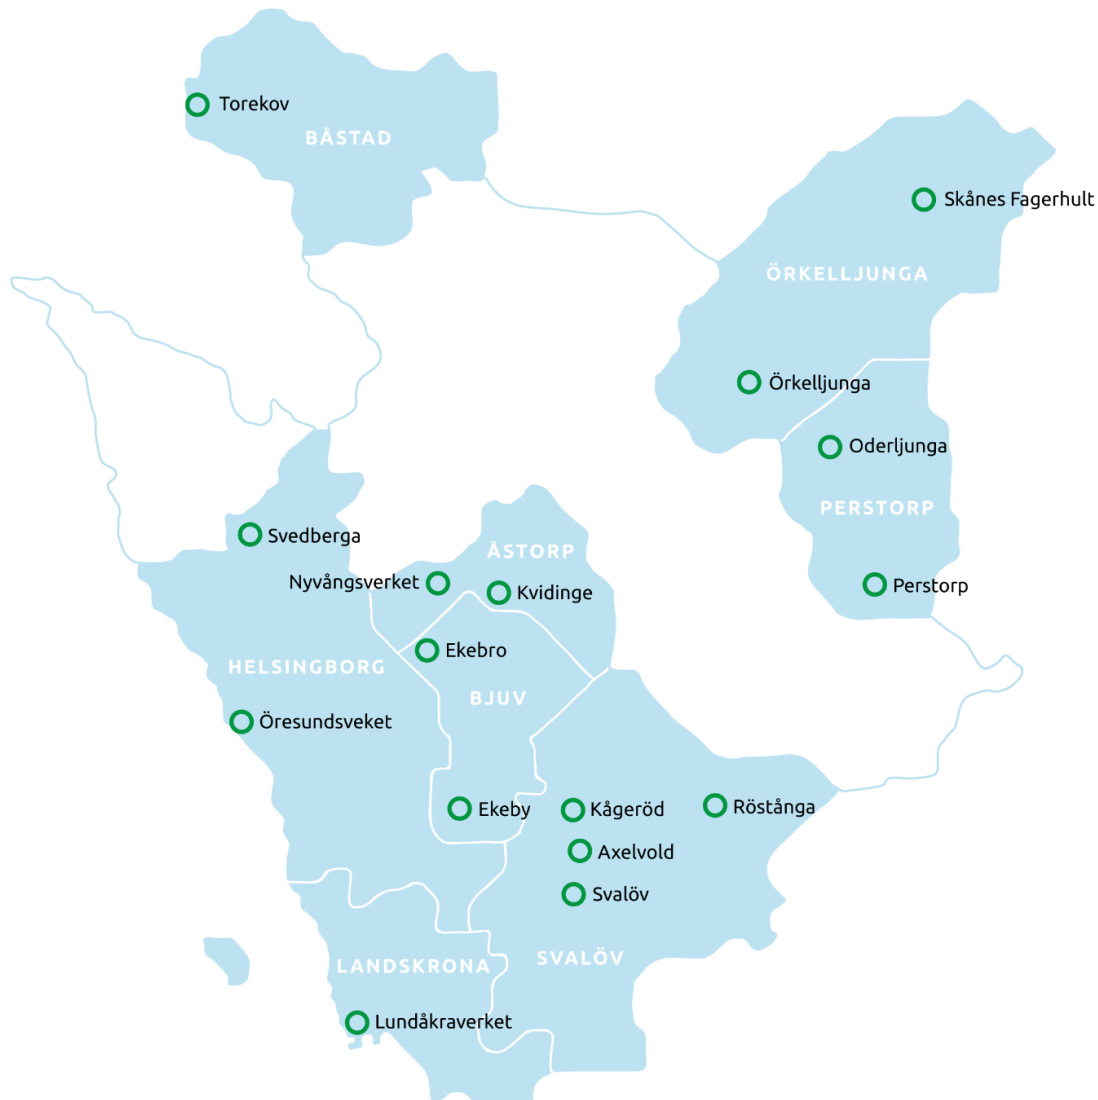 Torekov
BÅSTAD
Skånes Fagerhult
ÖRKELLJUNGA
Örkelljunga
Oderljunga
PERSTORP
Svedberga
ÅSTORP
Nyvångsverket
Kvidinge
Perstorp
Ekebro
HELSINGBORG
BJUV
Öresundsveket
Ekeby
Kågeröd
Röstånga
Axelvold
Svalöv
SVALÖV
LANDSKRONA
Lundåkraverket